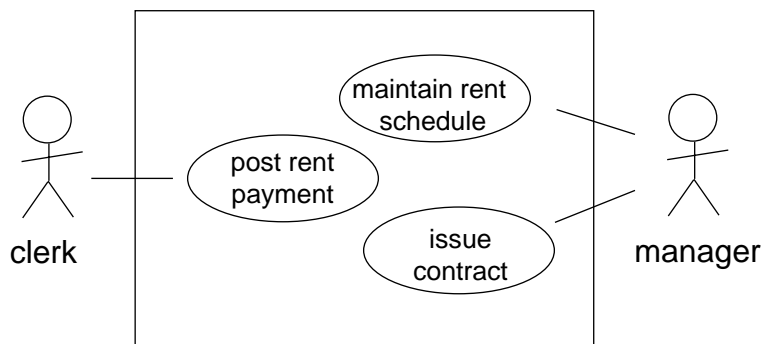 maintain rent
schedule
post rent
payment
clerk
issue
contract
manager